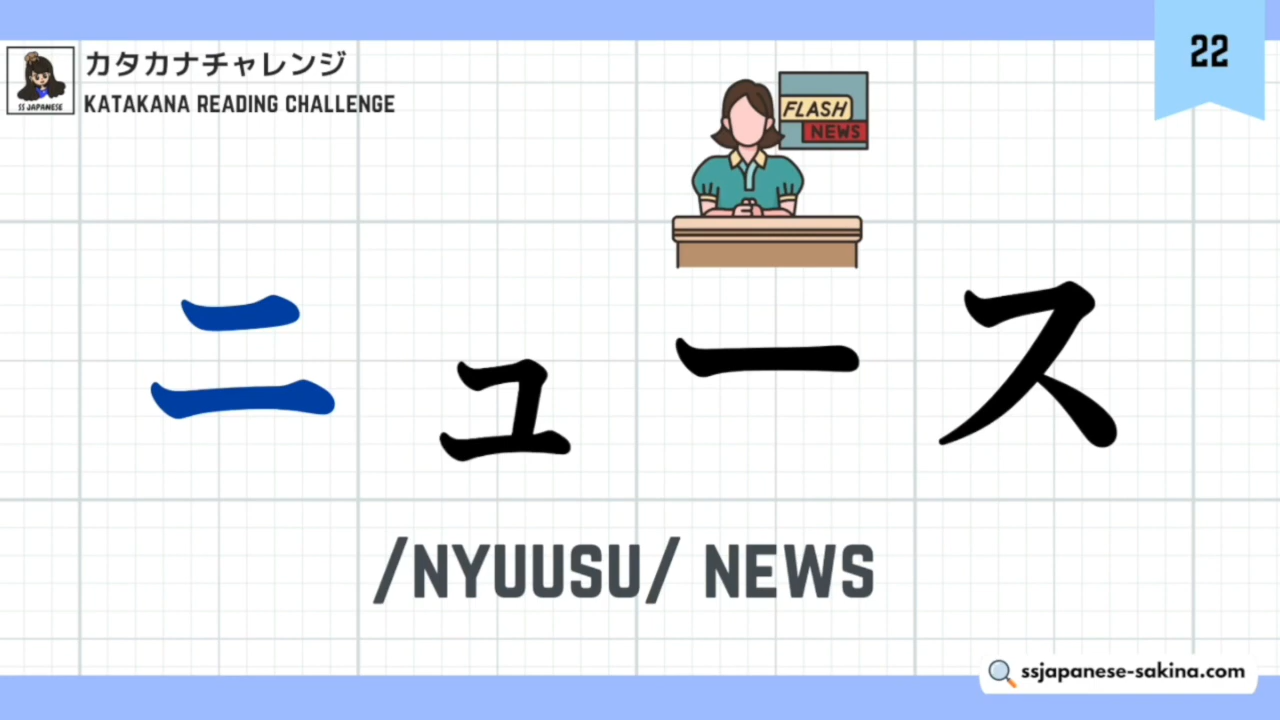 カタカナチャレンジ
KATAKANA READING CHALLENGE
SS JAPANESE
22
FLASH
NEWS
ニュース
/NYUUSU/ NEWS
ssjapanese-sakina.com